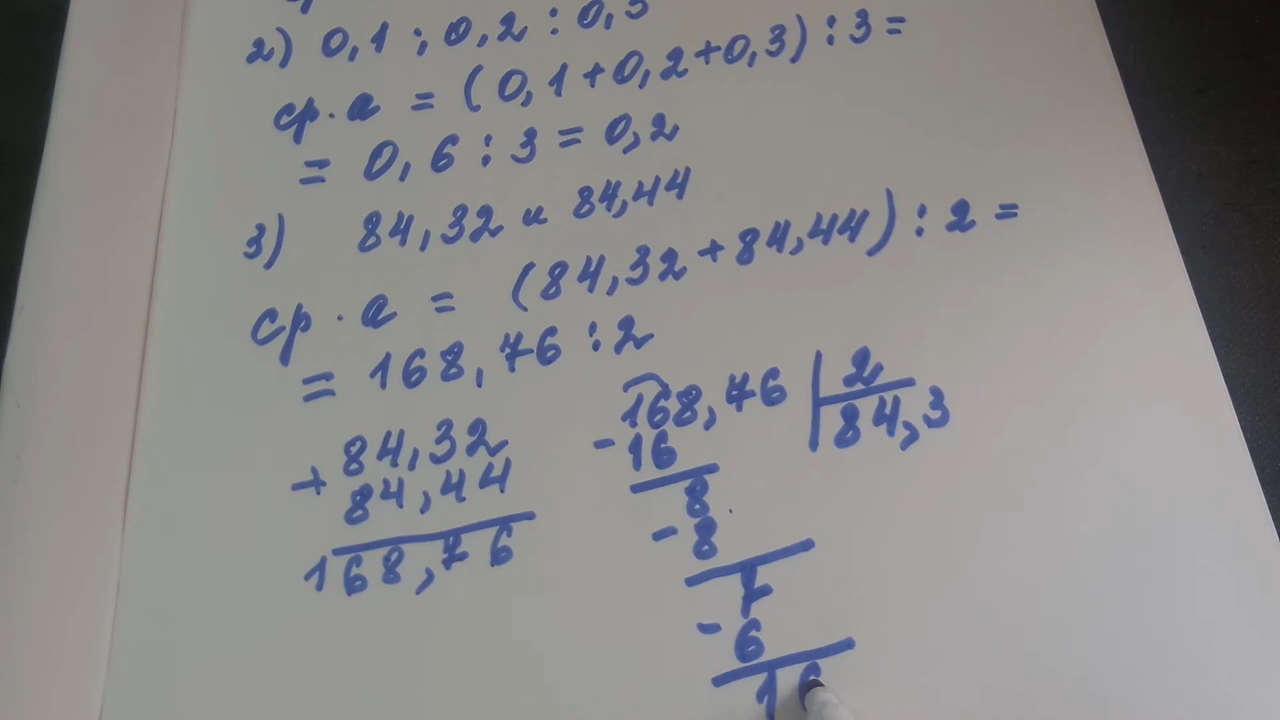 2) 0,1 ; 0,2 : 0,3
ср. а = (0,1+0,2+0,3) : 3 =
= 0,6 : 3 = 0,2
3) 84,32 и 84,44
ср. а = (84,32+84,44) : 2 =
= 168,76 : 2
+ 84,32
84,44
168,76
168,76 | 2
84,3
- 16
8
- 8
7
- 6
16